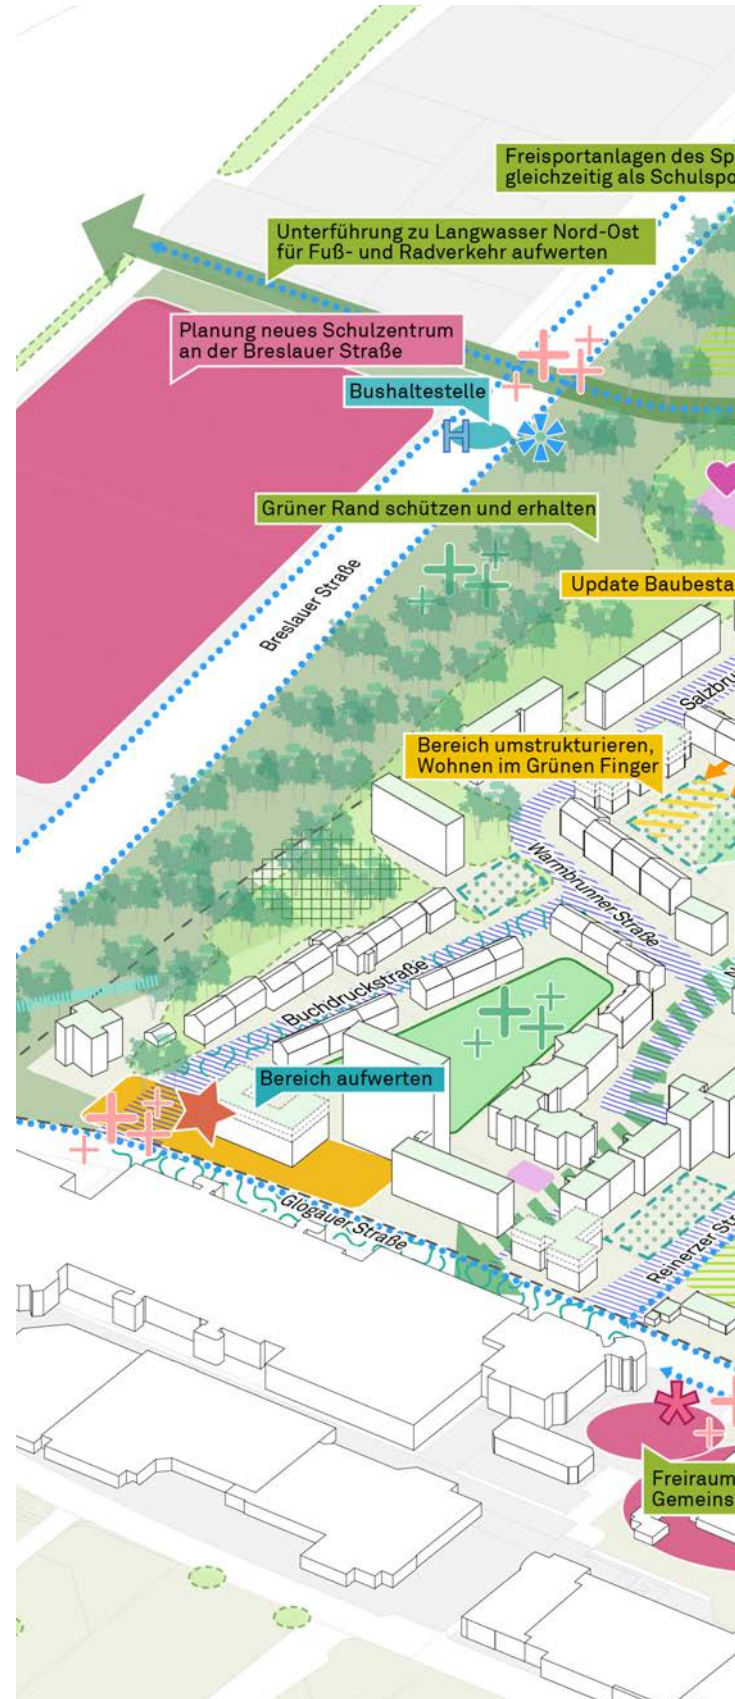 Freisportanlagen des Sp
gleichzeitig als Schulspo
Unterführung zu Langwasser Nord-Ost
für Fuß- und Radverkehr aufwerten
Planung neues Schulzentrum
an der Breslauer Straße
Bushaltestelle
H
Grüner Rand schützen und erhalten
Breslauer Straße
Update Baubesta
Salzbru
Bereich umstrukturieren,
Wohnen im Grünen Finger
Warmbrunner Straße
Buchdruckstraße
N
Bereich aufwerten
Glogauer Straße
Reinerzer Str
Freiraum
Gemeins